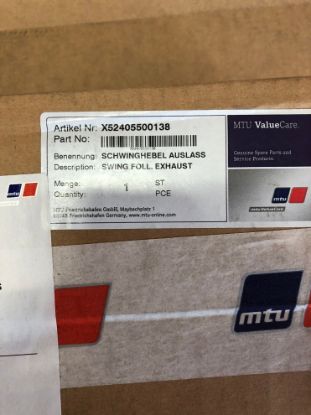 Artikel Nr: X52405500138
Part No:
Benennung: SCHWINGHEBEL AUSLASS
Description: SWING FOLL. EXHAUST
Menge: 1 ST
Quantity: PCE
MTU Friedrichshafen GmbH, Maybachplatz 1
88045 Friedrichshafen Germany, www.mtu-online.com
MTU ValueCare.
Genuine Spare Parts and
Service Products.
mtu
mtu